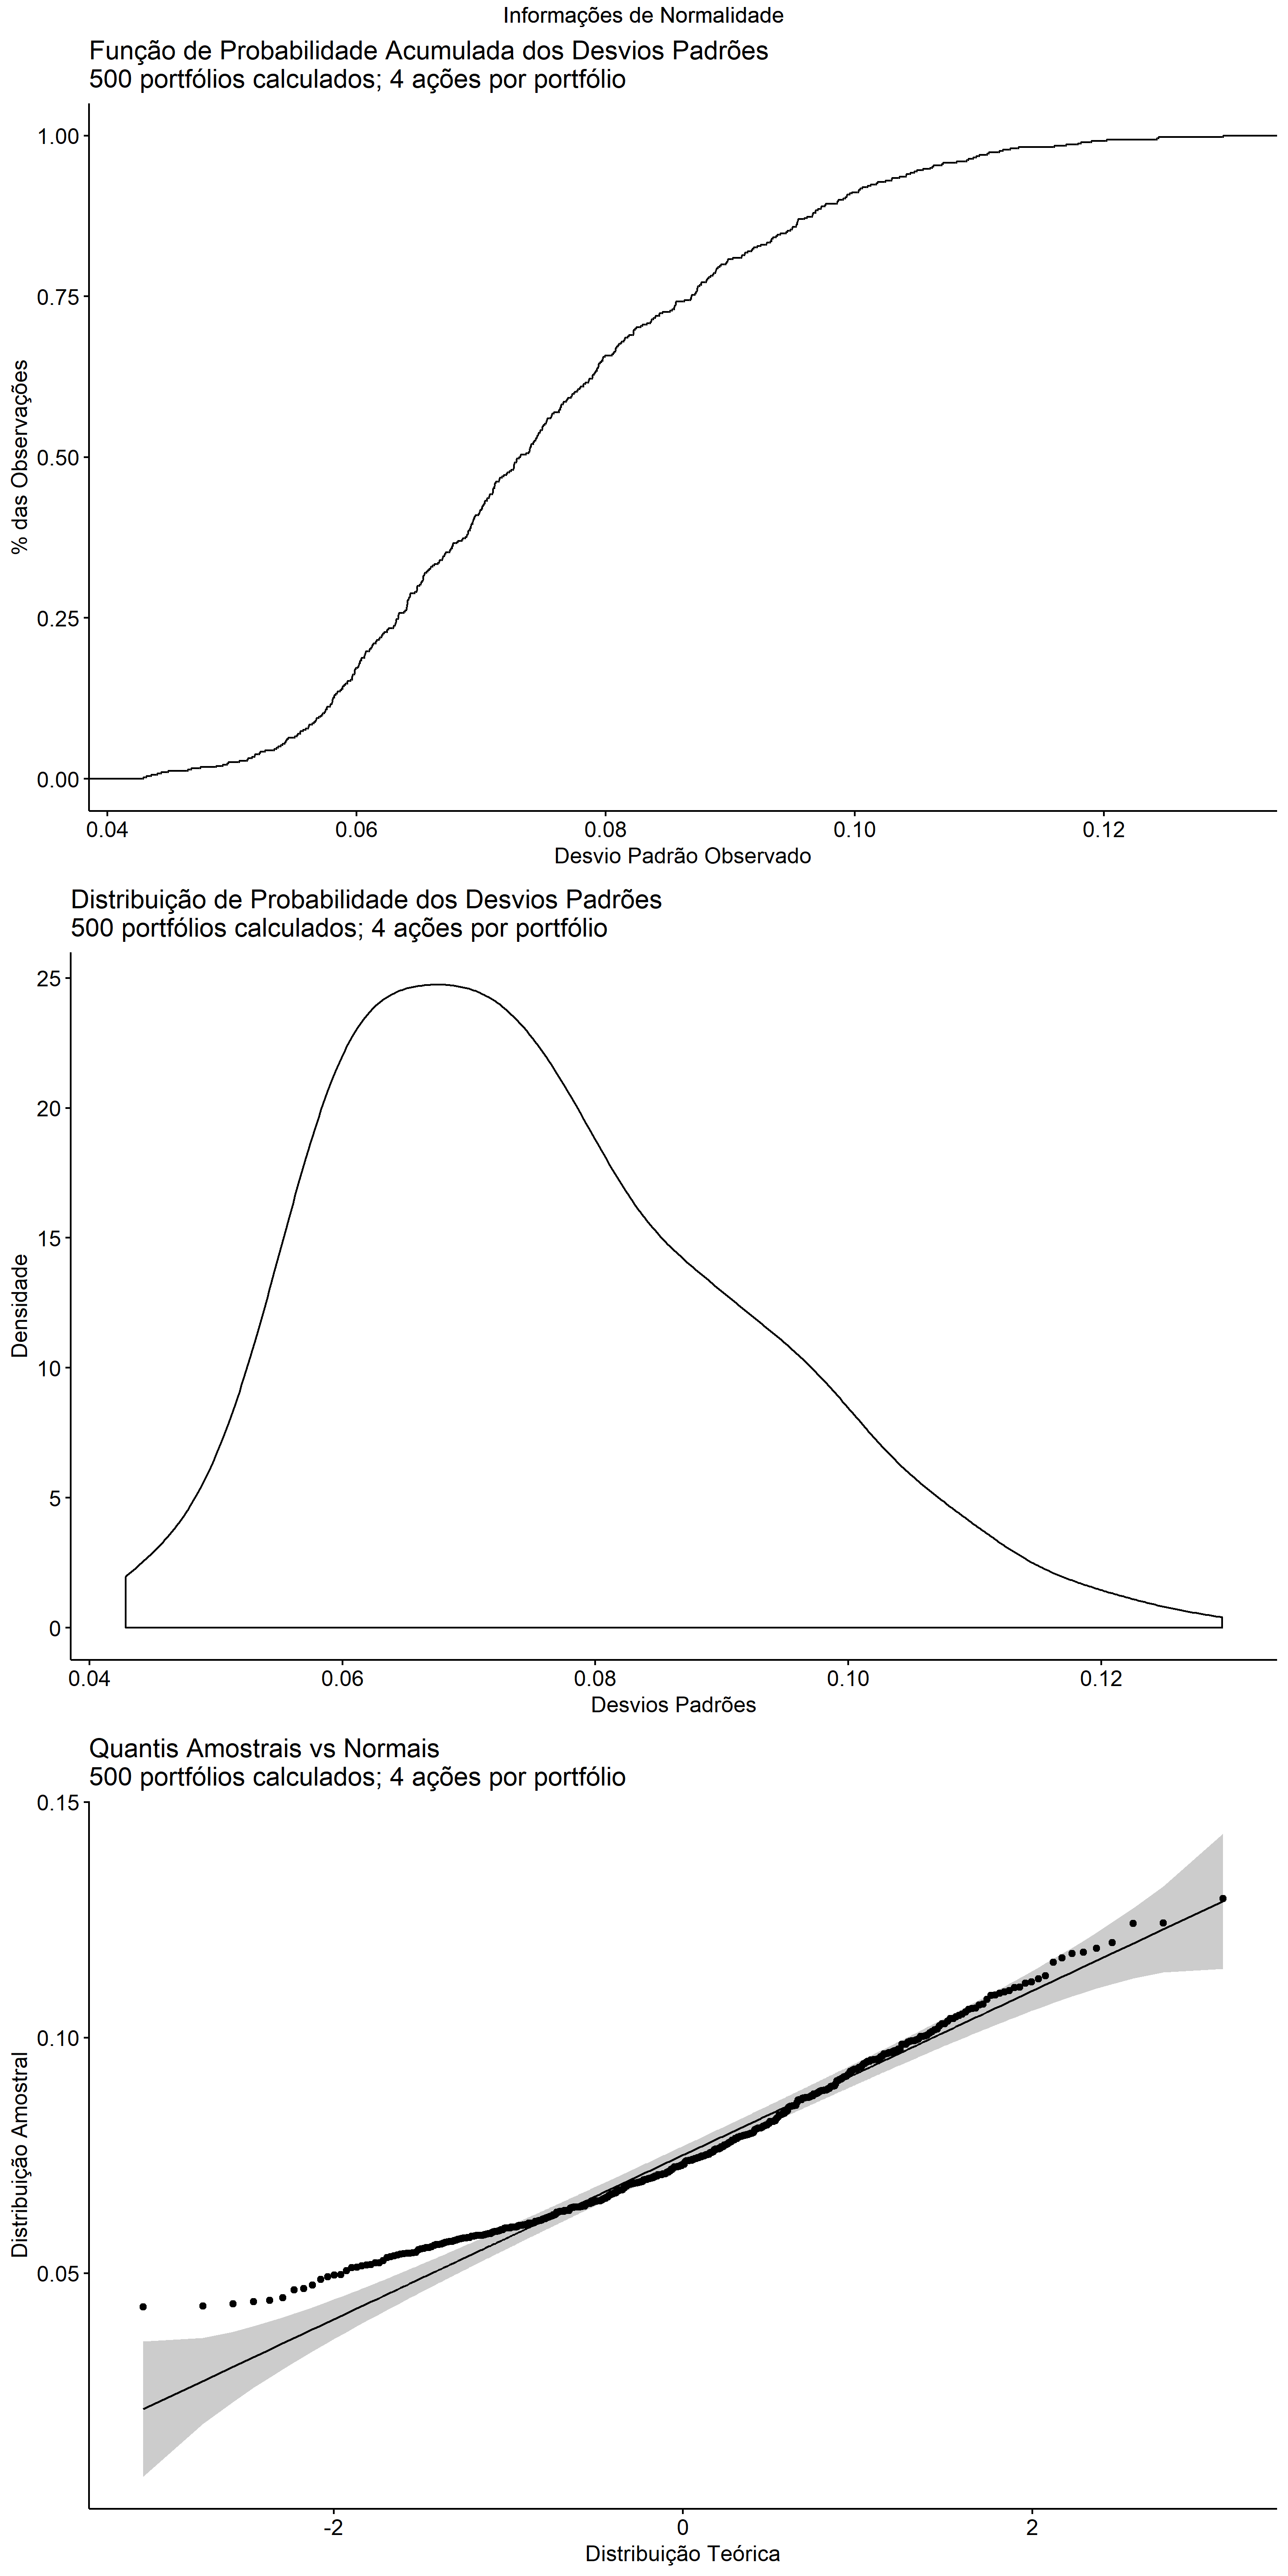 Informações de Normalidade
Função de Probabilidade Acumulada dos Desvios Padrões
500 portfólios calculados; 4 ações por portfólio
1.00
0.75
0.50
0.25
0.00
% das Observações
0.04
0.06
0.08
0.10
0.12
Desvio Padrão Observado
Distribuição de Probabilidade dos Desvios Padrões
500 portfólios calculados; 4 ações por portfólio
25
20
15
10
5
0
Densidade
0.04
0.06
0.08
0.10
0.12
Desvios Padrões
Quantis Amostrais vs Normais
500 portfólios calculados; 4 ações por portfólio
0.15
0.10
0.05
Distribuição Amostral
-2
0
2
Distribuição Teórica